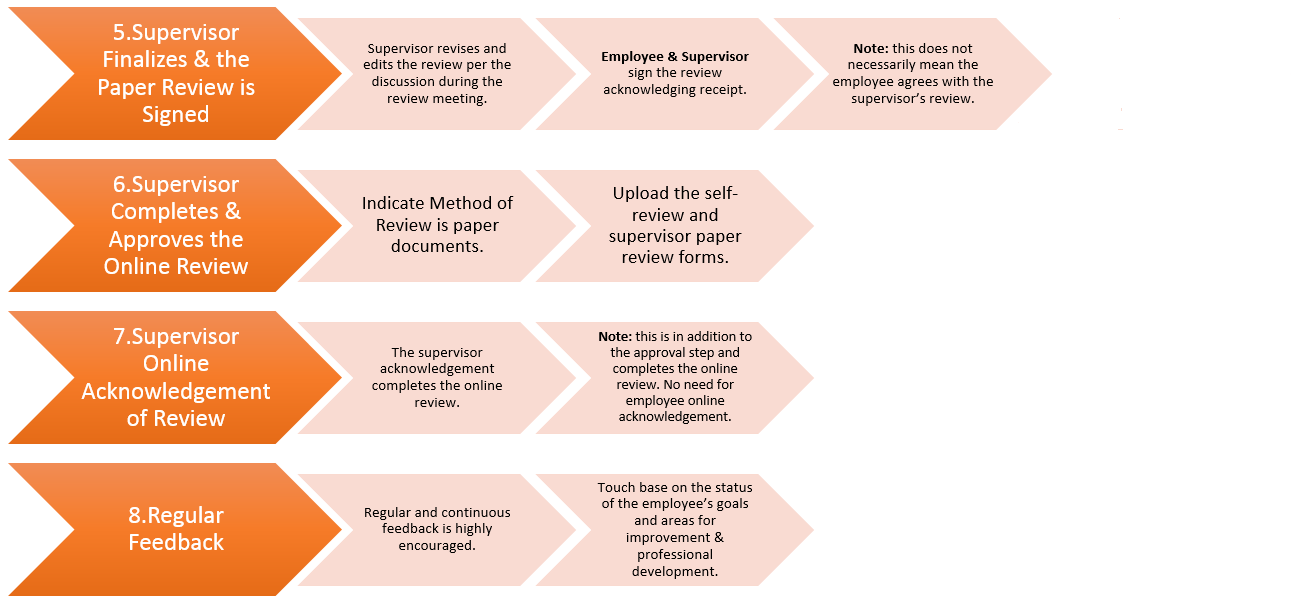 5.Supervisor
Finalizes & the
Paper Review is
Signed
Supervisor revises and
edits the review per the
discussion during the
review meeting.
Employee & Supervisor
sign the review
acknowledging receipt.
Note: this does not
necessarily mean the
employee agrees with the
supervisor’s review.
6.Supervisor
Completes &
Approves the
Online Review
Indicate Method of
Review is paper
documents.
Upload the self-
review and
supervisor paper
review forms.
7.Supervisor
Online
Acknowledgement
of Review
The supervisor
acknowledgement
completes the online
review.
Note: this is in addition to
the approval step and
completes the online
review. No need for
employee online
acknowledgement.
8.Regular
Feedback
Regular and continuous
feedback is highly
encouraged.
Touch base on the status
of the employee’s goals
and areas for
improvement &
professional
development.